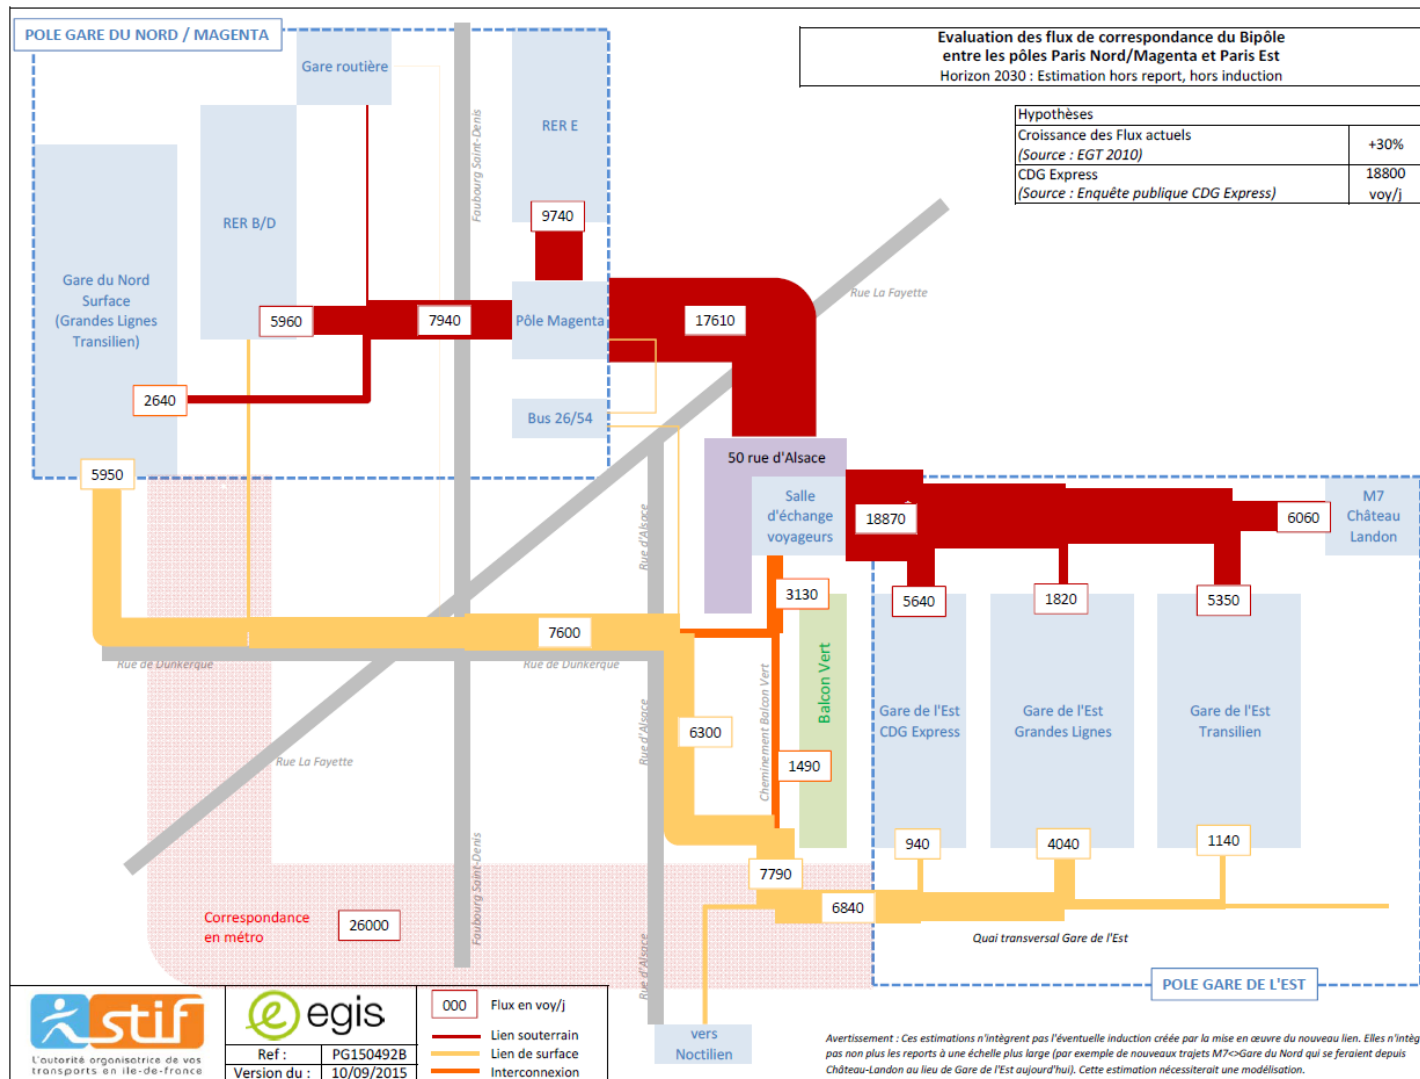 POLE GARE DU NORD / MAGENTA
Evaluation des flux de correspondance du Bipôle
entre les pôles Paris Nord/Magenta et Paris Est
Horizon 2030 : Estimation hors report, hors induction
Hypothèses
Croissance des Flux actuels
(Source : EGT 2010)
+30%
CDG Express
(Source : Enquête publique CDG Express)
18800
voy/j
Gare routière
RER E
RER B/D
Faubourg Saint-Denis
9740
Gare du Nord
Surface
(Grandes Lignes
Transilien)
Rue La Fayette
5960
7940
Pôle Magenta
17610
2640
Bus 26/54
5950
50 rue d'Alsace
Salle
d'échange
voyageurs
18870
6060
M7
Château
Landon
Rue d'Alsace
3130
5640
1820
5350
7600
Rue de Dunkerque
Rue de Dunkerque
Balcon Vert
Cheminement Balcon Vert
6300
Rue d'Alsace
Gare de l'Est
CDG Express
Gare de l'Est
Grandes Lignes
Gare de l'Est
Transilien
Rue La Fayette
1490
940
4040
1140
Faubourg Saint-Denis
7790
6840
Correspondance
en métro
26000
Quai transversal Gare de l'Est
Rue d'Alsace
POLE GARE DE L'EST
stif
L'autorité organisatrice de vos
transports en ile-de-france
egis
Ref :
PG150492B
Version du :
10/09/2015
000
Flux en voy/j
Lien souterrain
Lien de surface
Interconnexion
vers
Noctilien
Avertissement : Ces estimations n'intègrent pas l'éventuelle induction créée par la mise en œuvre du nouveau lien. Elles n'intèg
pas non plus les reports à une échelle plus large (par exemple de nouveaux trajets M7<>Gare du Nord qui se feraient depuis
Château-Landon au lieu de Gare de l'Est aujourd'hui). Cette estimation nécessiterait une modélisation.